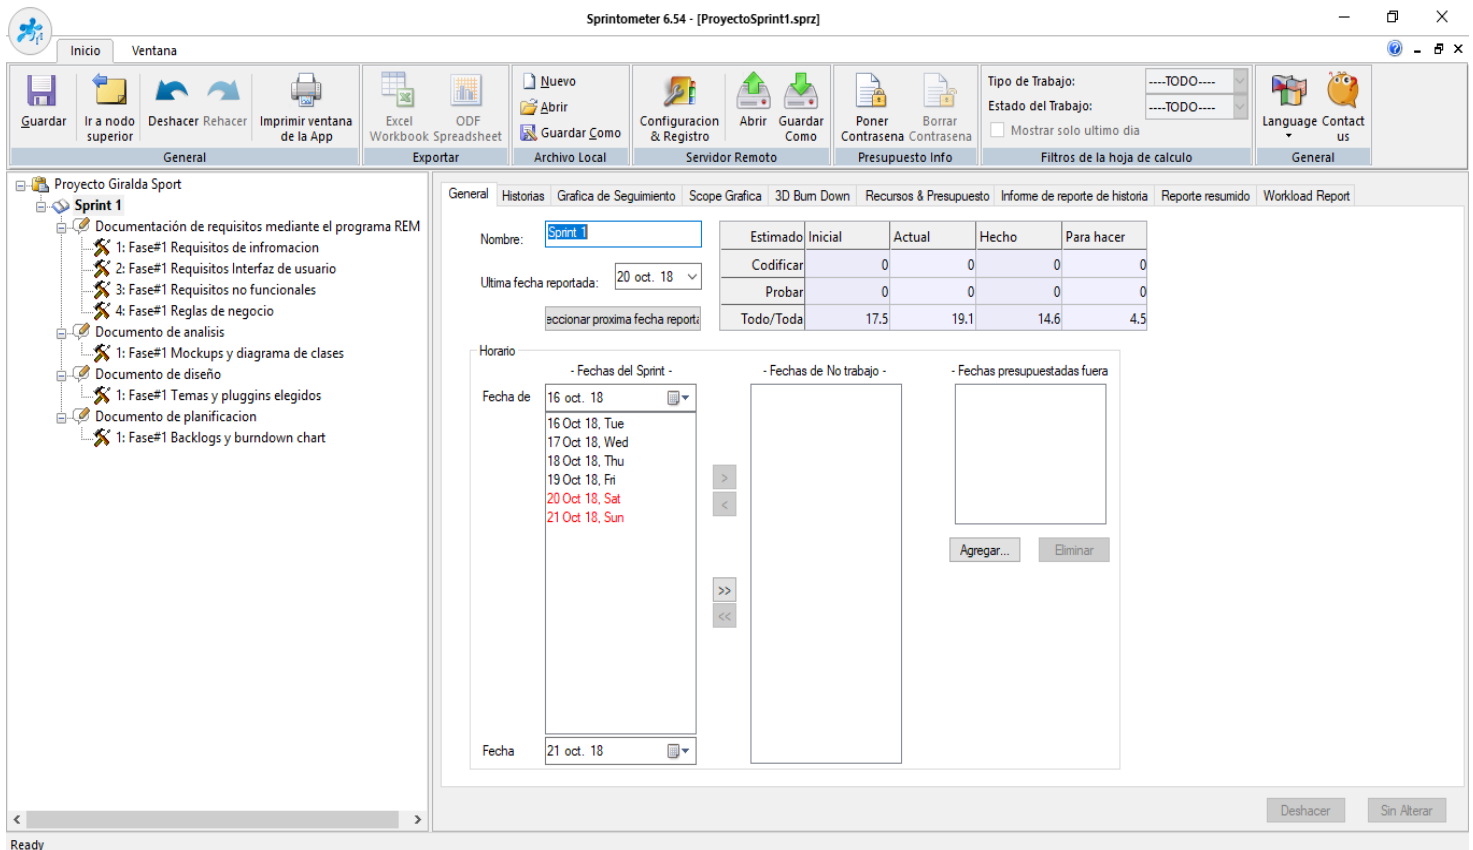 Sprintometer 6.54 - [ProyectoSprint1.sprz]
Inicio Ventana
Guardar
Ir a nodo superior
Deshacer Rehacer
Imprimir ventana de la App
General
Excel Workbook
ODF Spreadsheet
Exportar
Nuevo
Abrir
Guardar Como
Archivo Local
Configuracion & Registro
Abrir
Guardar Como
Servidor Remoto
Poner Contrasena
Borrar Contrasena
Presupuesto Info
Tipo de Trabajo: ----TODO----
Estado del Trabajo: ----TODO----
Mostrar solo ultimo dia
Filtros de la hoja de calculo
Language
Contact us
General
Proyecto Giralda Sport
Sprint 1
Documentación de requisitos mediante el programa REM
1: Fase#1 Requisitos de infromacion
2: Fase#1 Requisitos Interfaz de usuario
3: Fase#1 Requisitos no funcionales
4: Fase#1 Reglas de negocio
Documento de analisis
1: Fase#1 Mockups y diagrama de clases
Documento de diseño
1: Fase#1 Temas y pluggins elegidos
Documento de planificacion
1: Fase#1 Backlogs y burndown chart
General Historias Grafica de Seguimiento Scope Grafica 3D Burn Down Recursos & Presupuesto Informe de reporte de historia Reporte resumido Workload Report
Nombre: Sprint 1
Ultima fecha reportada: 20 oct. 18
eccionar proxima fecha reporta
Estimado Inicial Actual Hecho Para hacer
Codificar 0 0 0 0
Probar 0 0 0 0
Todo/Toda 17.5 19.1 14.6 4.5
Horario
- Fechas del Sprint - - Fechas de No trabajo - - Fechas presupuestadas fuera
Fecha de 16 oct. 18
16 Oct 18, Tue
17 Oct 18, Wed
18 Oct 18, Thu
19 Oct 18, Fri
20 Oct 18, Sat
21 Oct 18, Sun
>
<
>>
<<
Agregar... Eliminar
Fecha 21 oct. 18
Deshacer Sin Alterar
Ready